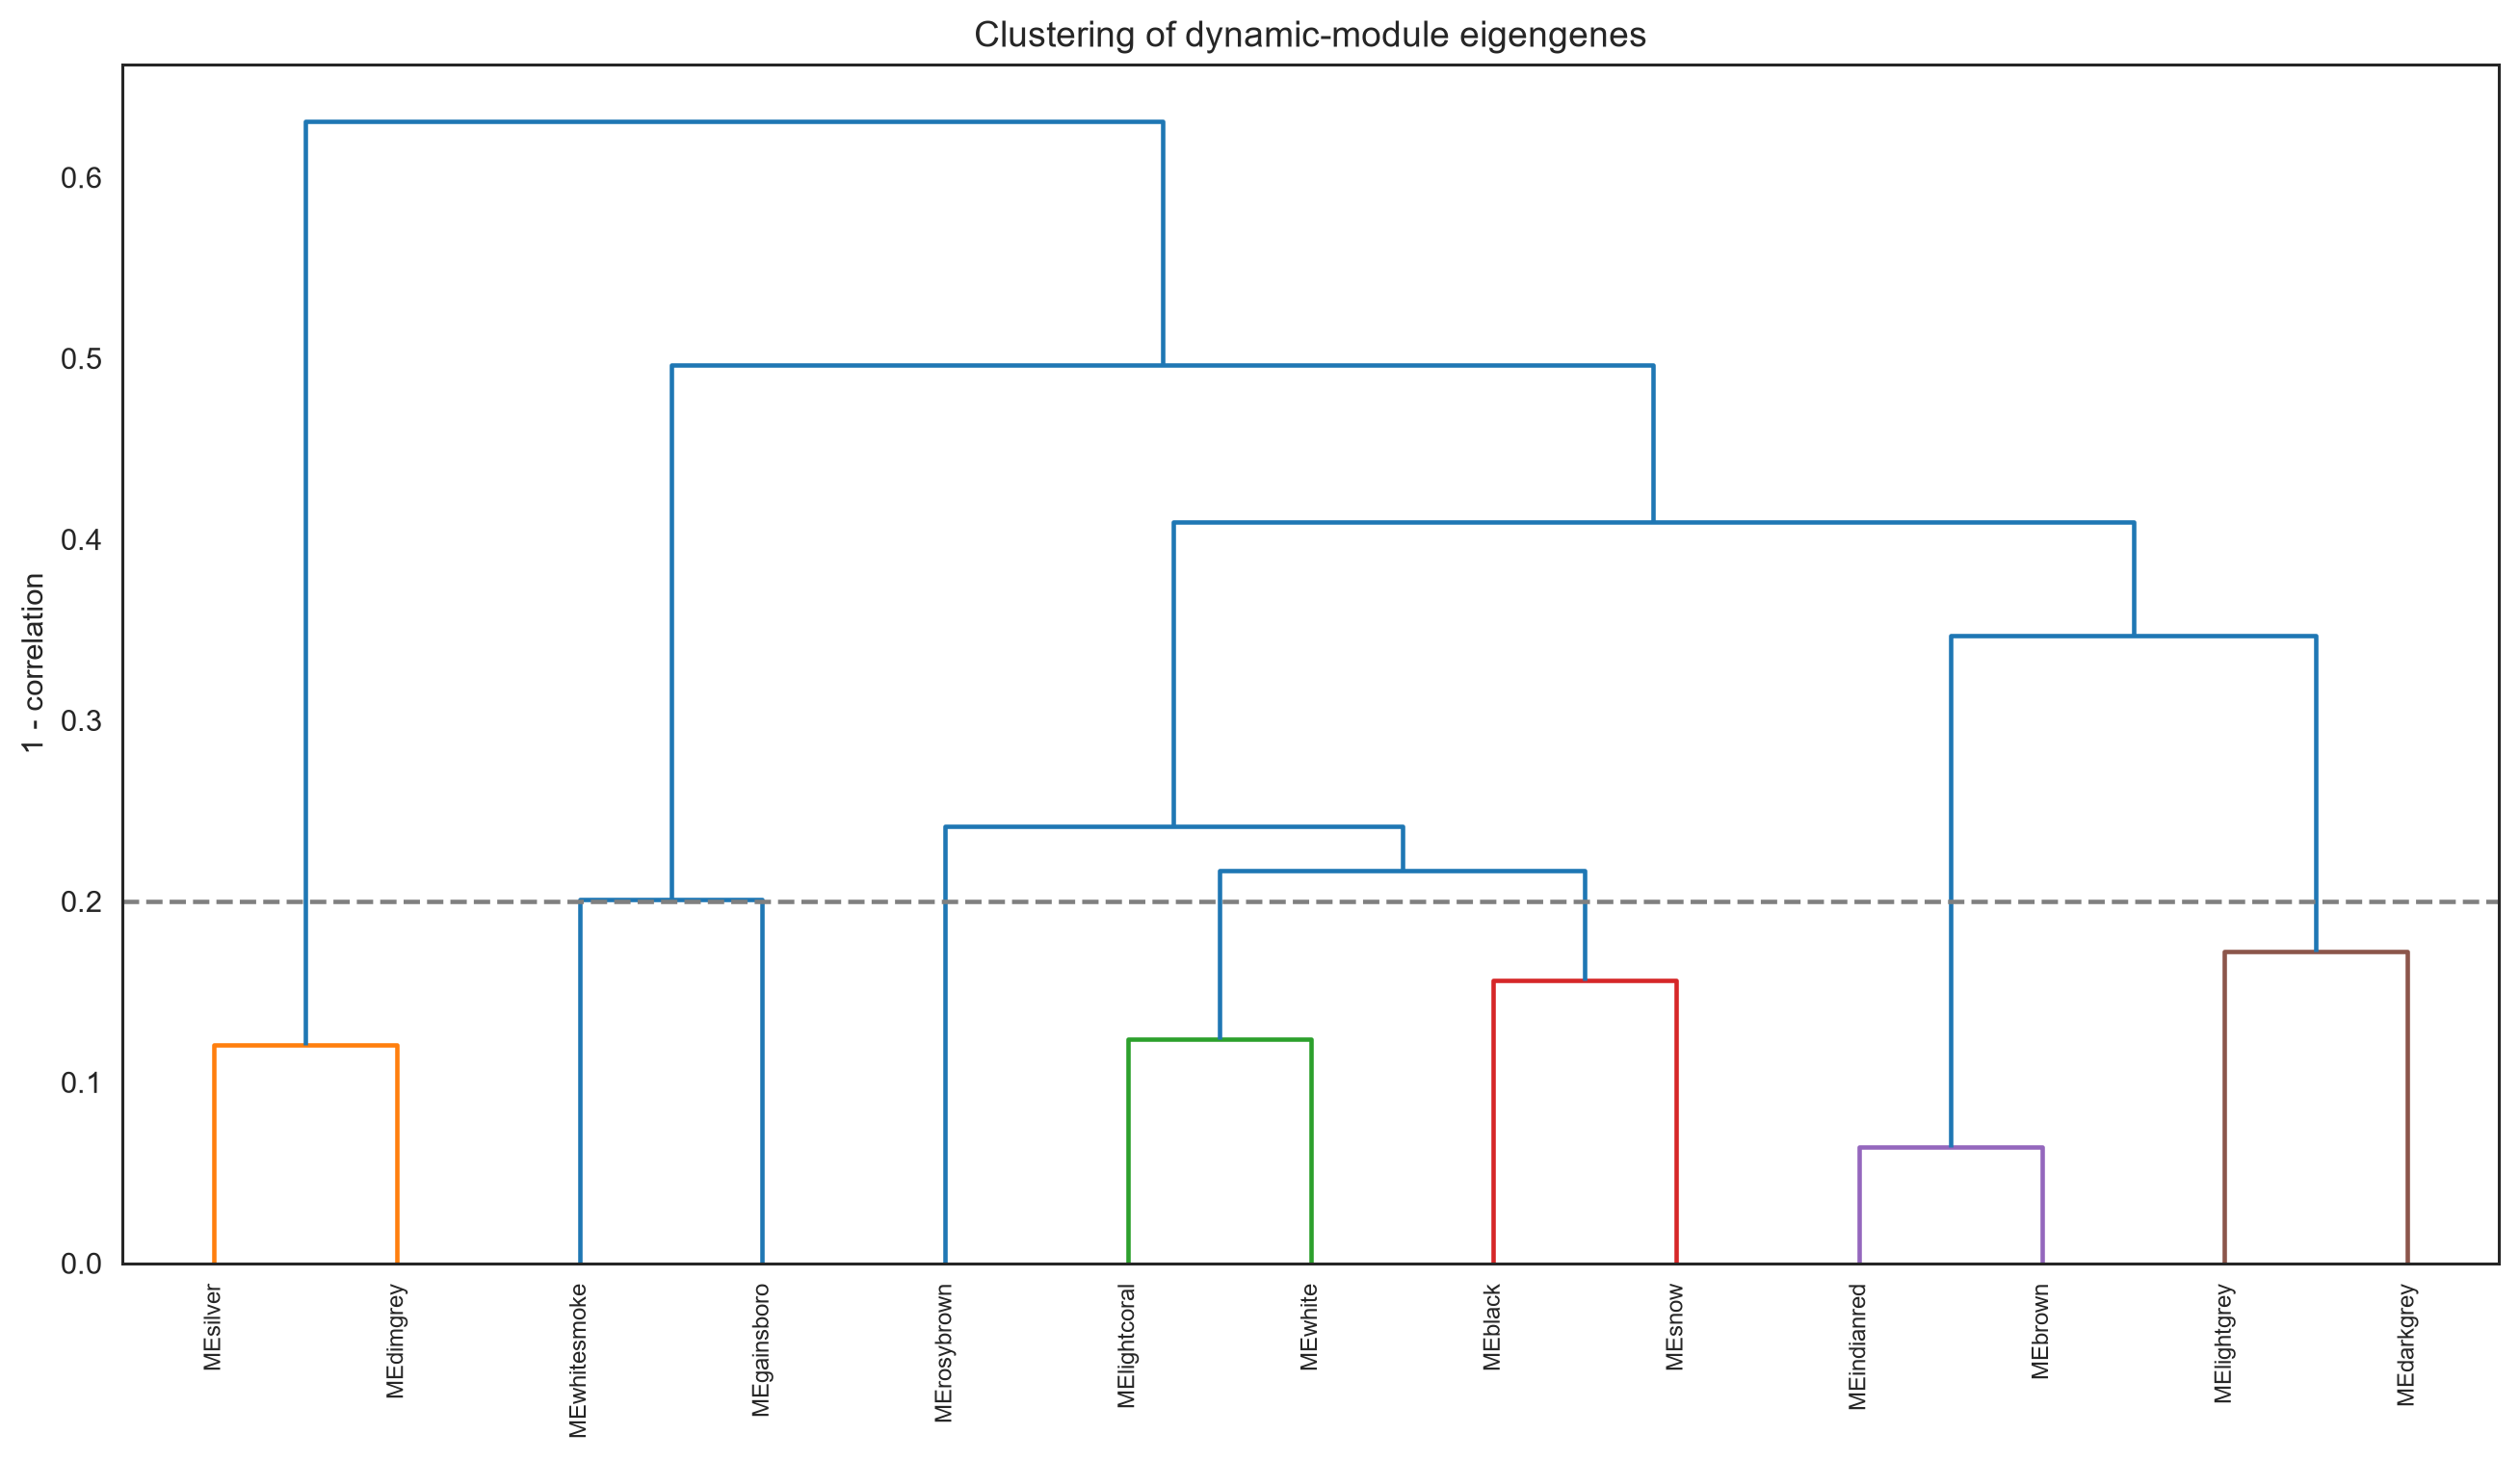 Clustering of dynamic-module eigengenes
1 - correlation
0.6
0.5
0.4
0.3
0.2
0.1
0.0
MEsilver
MEdimgrey
MEwhitesmoke
MEgainsboro
MErosybrown
MElightcoral
MEwhite
MEblack
MEsnow
MEindianred
MEbrown
MElightgrey
MEdarkgrey